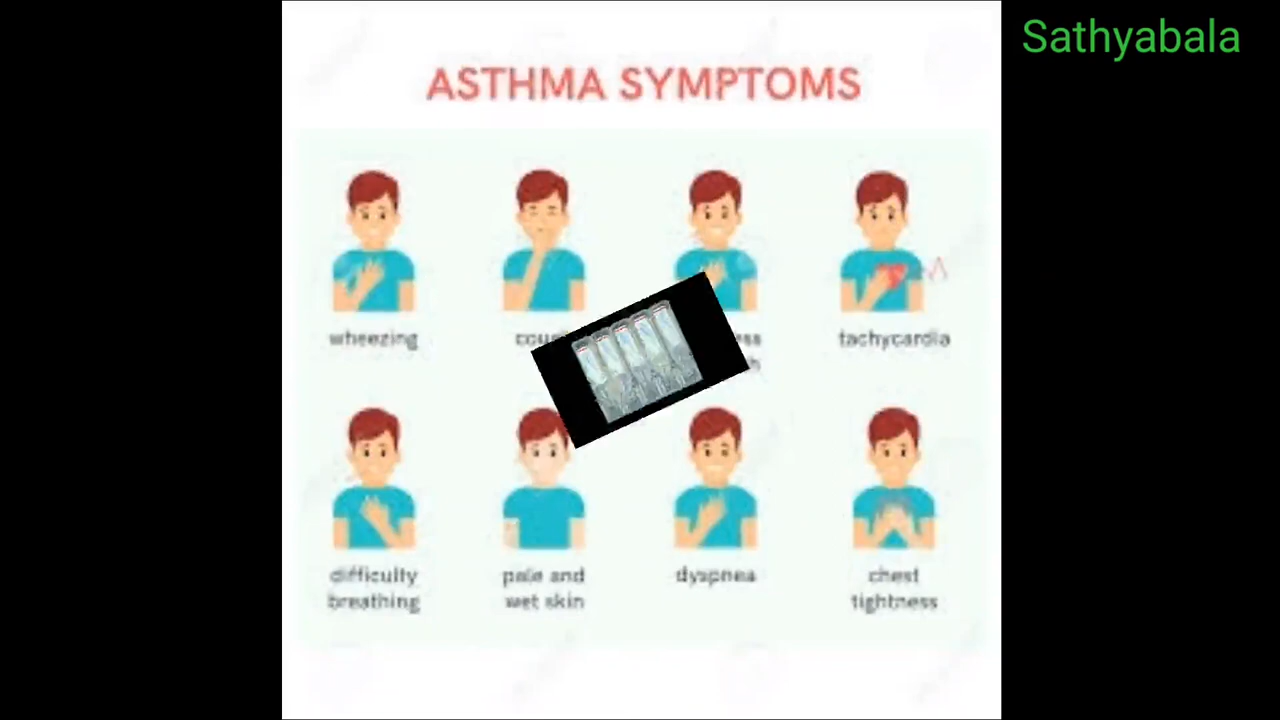 Sathyabala
ASTHMA SYMPTOMS
wheezing
tachycardia
difficulty
breathing
pale and
wet skin
dyspnea
chest
tightness